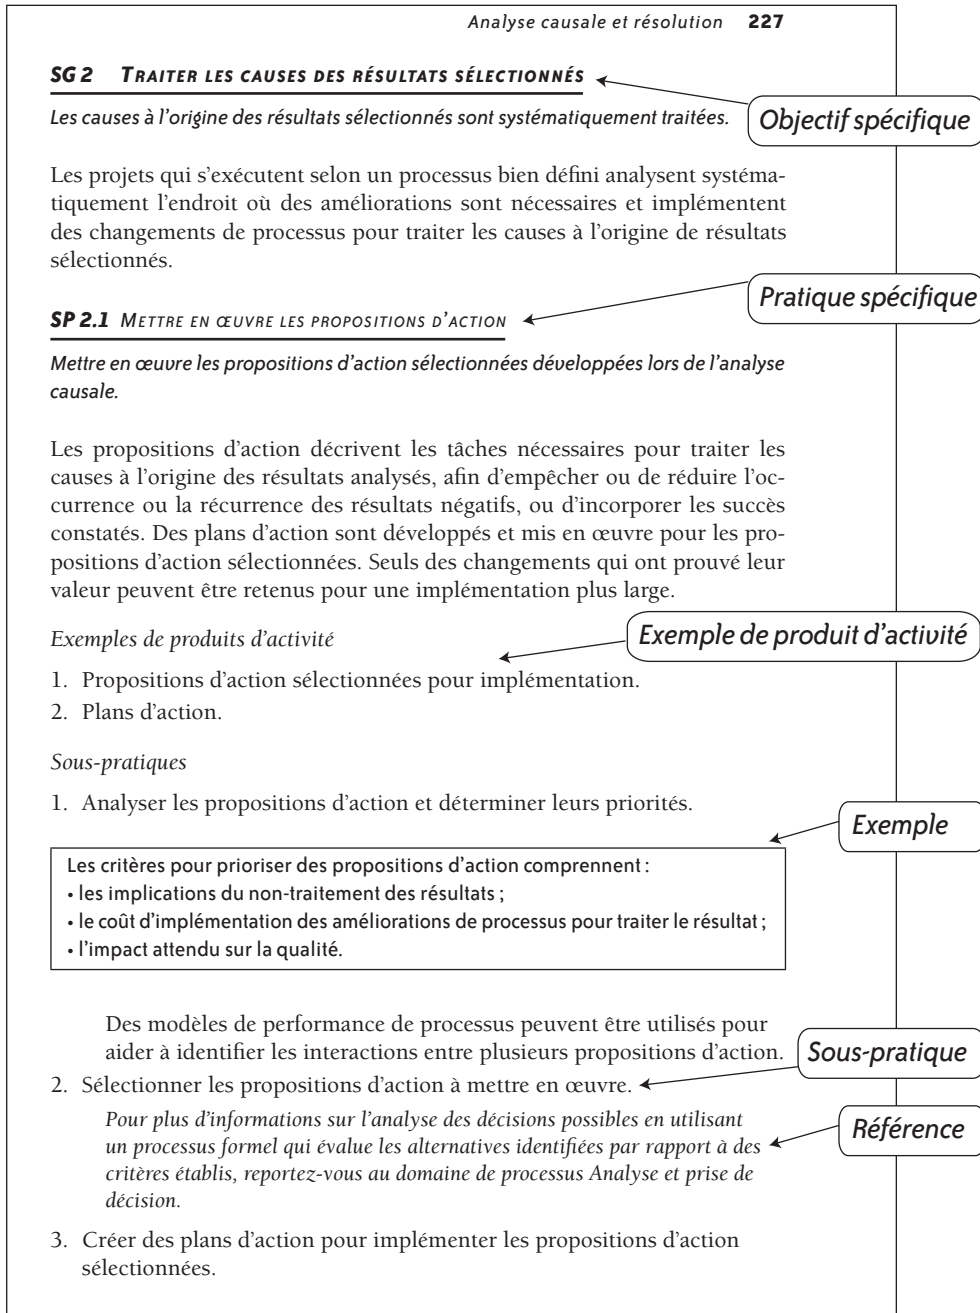 Analyse causale et résolution 227
SG 2 TRAITER LES CAUSES DES RÉSULTATS SÉLECTIONNÉS
Objectif spécifique
Les causes à l'origine des résultats sélectionnés sont systématiquement traitées.
Les projets qui s'exécutent selon un processus bien défini analysent systéma-
tiquement l'endroit où des améliorations sont nécessaires et implémentent
des changements de processus pour traiter les causes à l'origine de résultats
sélectionnés.
Pratique spécifique
SP 2.1 METTRE EN ŒUVRE LES PROPOSITIONS D'ACTION
Mettre en œuvre les propositions d'action sélectionnées développées lors de l'analyse
causale.
Les propositions d'action décrivent les tâches nécessaires pour traiter les
causes à l'origine des résultats analysés, afin d'empêcher ou de réduire l'oc-
currence ou la récurrence des résultats négatifs, ou d'incorporer les succès
constatés. Des plans d'action sont développés et mis en œuvre pour les pro-
positions d'action sélectionnées. Seuls des changements qui ont prouvé leur
valeur peuvent être retenus pour une implémentation plus large.
Exemples de produits d'activité
Exemple de produit d'activité
1. Propositions d'action sélectionnées pour implémentation.
2. Plans d'action.
Sous-pratiques
1. Analyser les propositions d'action et déterminer leurs priorités.
Exemple
Les critères pour prioriser des propositions d'action comprennent :
• les implications du non-traitement des résultats ;
• le coût d'implémentation des améliorations de processus pour traiter le résultat ;
• l'impact attendu sur la qualité.
Des modèles de performance de processus peuvent être utilisés pour
aider à identifier les interactions entre plusieurs propositions d'action.
Sous-pratique
2. Sélectionner les propositions d'action à mettre en œuvre.
Pour plus d'informations sur l'analyse des décisions possibles en utilisant
un processus formel qui évalue les alternatives identifiées par rapport à des
critères établis, reportez-vous au domaine de processus Analyse et prise de
décision.
Référence
3. Créer des plans d'action pour implémenter les propositions d'action
sélectionnées.